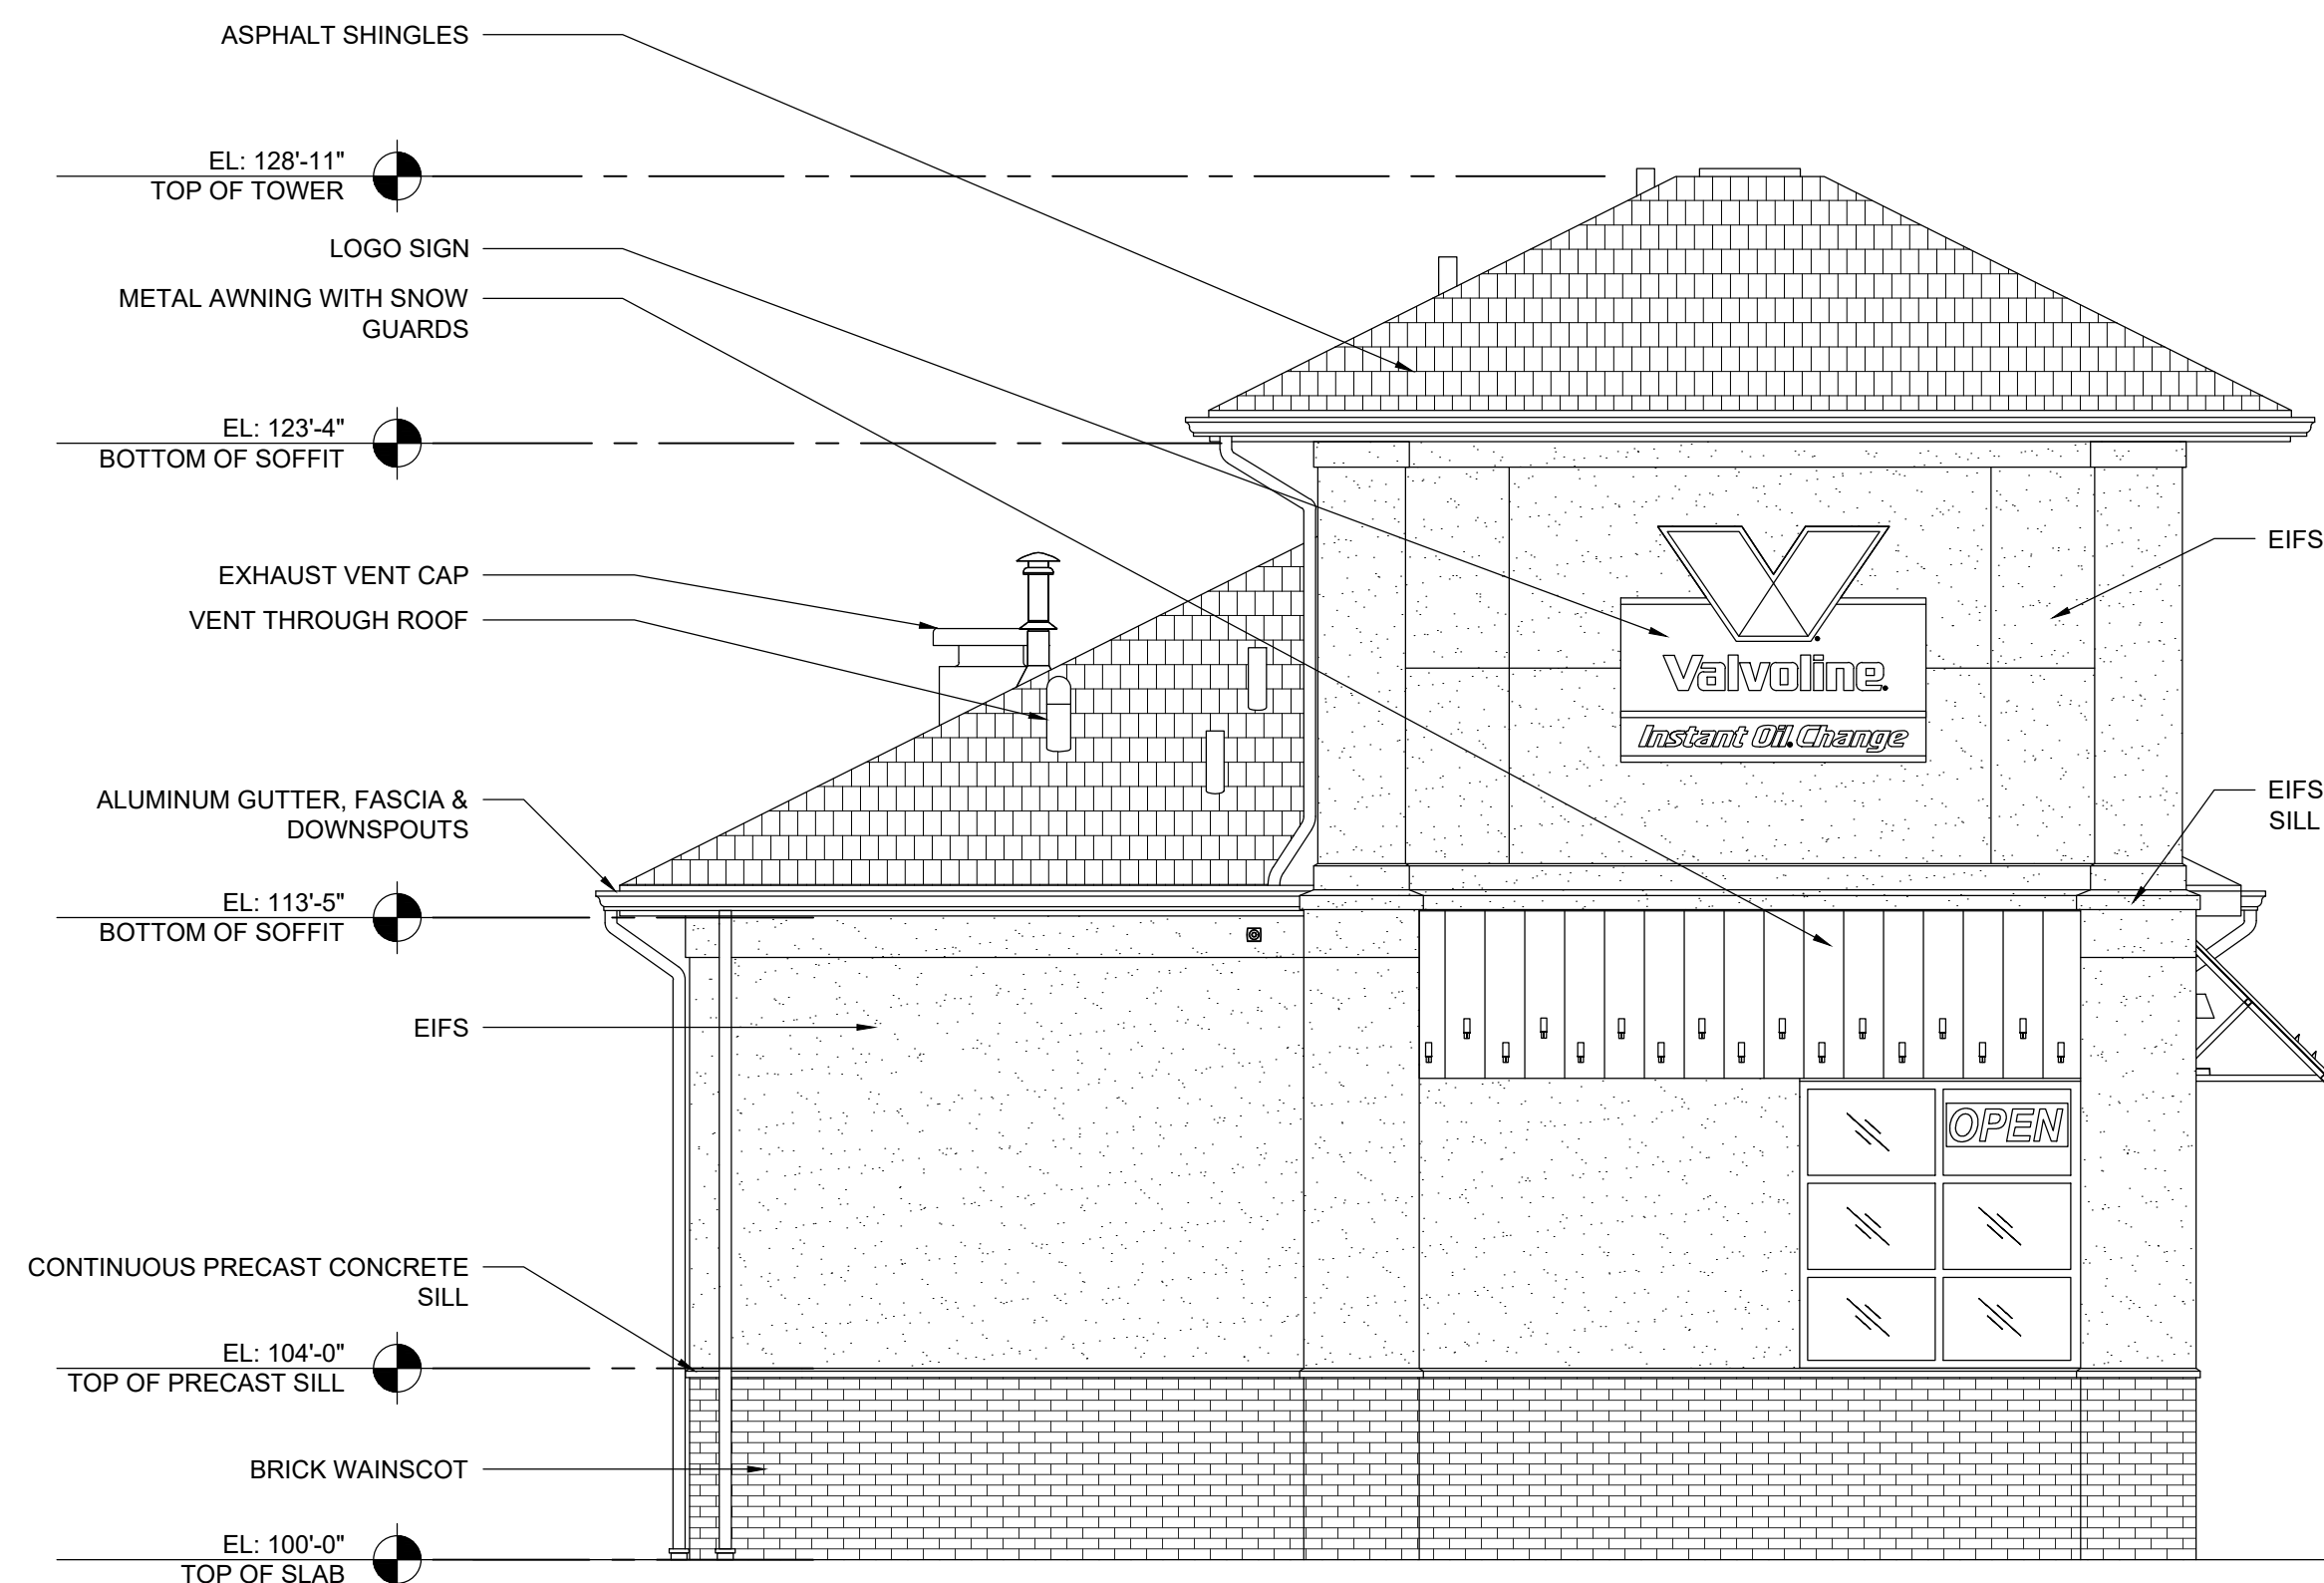 ASPHALT SHINGLES
EL: 128'-11"
TOP OF TOWER
LOGO SIGN
METAL AWNING WITH SNOW
GUARDS
EL: 123'-4"
BOTTOM OF SOFFIT
EIFS
EXHAUST VENT CAP
VENT THROUGH ROOF
Valvoline
Instant Oil Change
ALUMINUM GUTTER, FASCIA &
DOWNSPOUTS
EIFS
SILL
EL: 113'-5"
BOTTOM OF SOFFIT
EIFS
OPEN
CONTINUOUS PRECAST CONCRETE
SILL
EL: 104'-0"
TOP OF PRECAST SILL
BRICK WAINSCOT
EL: 100'-0"
TOP OF SLAB